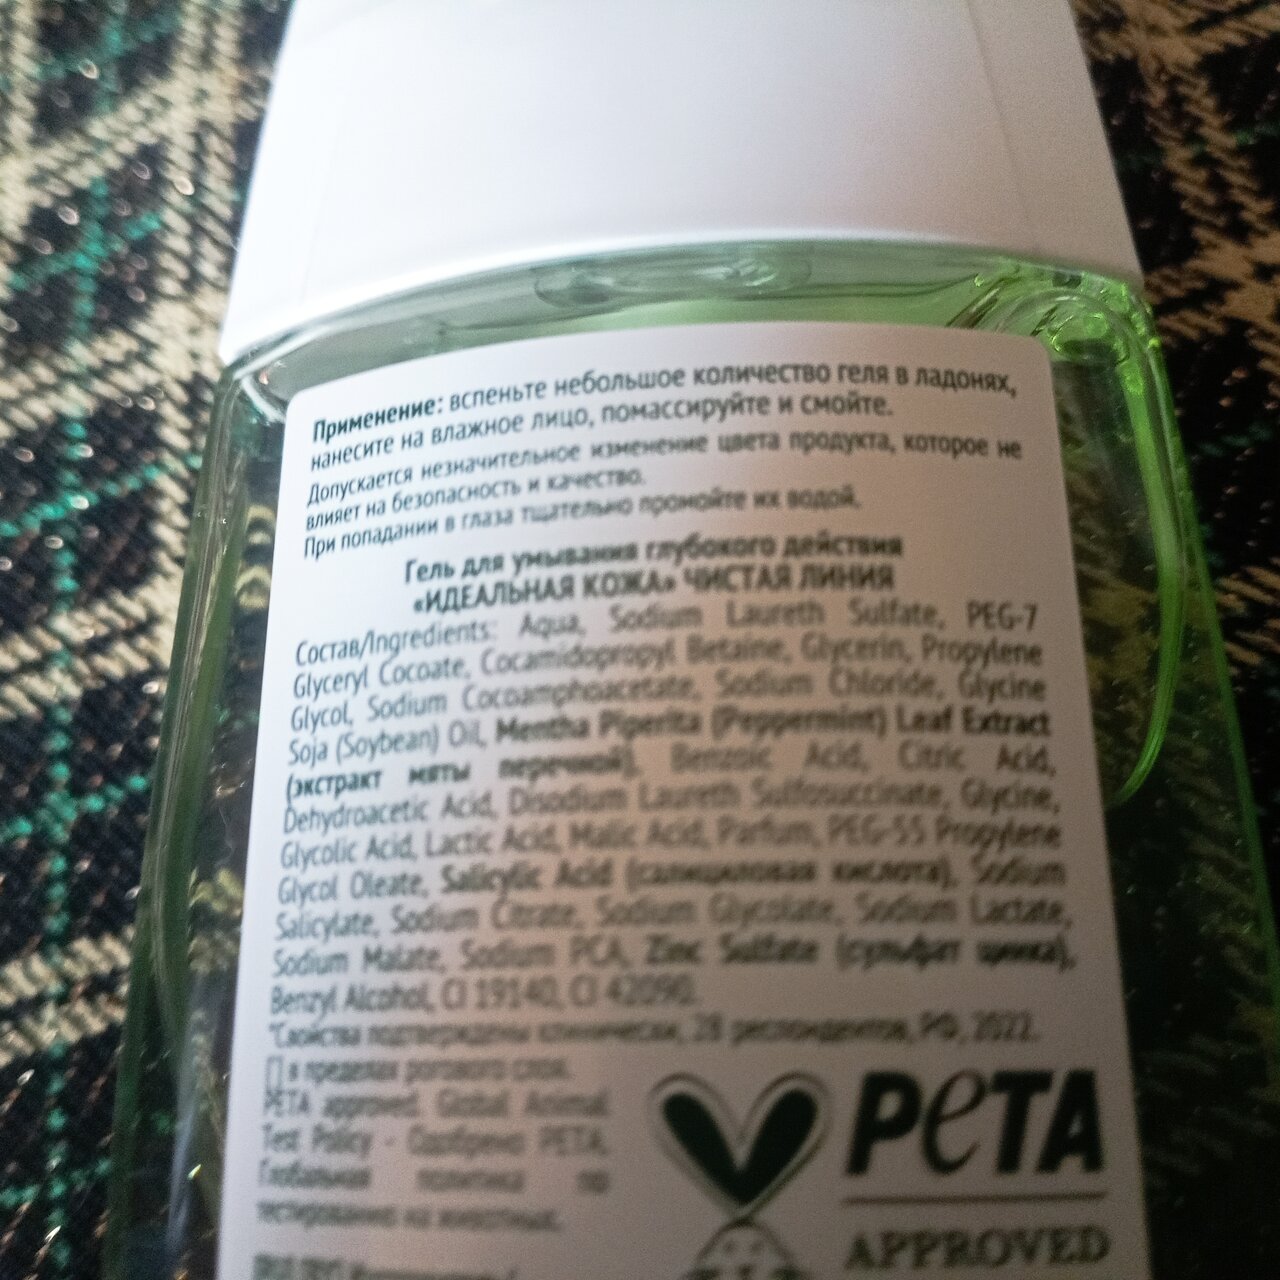 Применение: вспеньте небольшое количество геля в ладонях,
нанесите на влажное лицо, помассируйте и смойте.
Допускается незначительное изменение цвета продукта, которое не
влияет на безопасность и качество.
При попадании в глаза тщательно промойте их водой.
Гель для умывания глубокого действия
«ИДЕАЛЬНАЯ КОЖА» ЧИСТАЯ ЛИНИЯ
Состав/Ingredients: Aqua, Sodium Laureth Sulfate, PEG-7
Glyceryl Cocoate, Cocamidopropyl Betaine, Glycerin, Propylene
Glycol, Sodium Cocoamphoacetate, Sodium Chloride, Glycine
Soja (Soybean) Oil, Mentha Piperita (Peppermint) Leaf Extract
(экстракт мяты перечной), Benzoic Acid, Citric Acid,
Dehydroacetic Acid, Disodium Laureth Sulfosuccinate, Glycine,
Glycolic Acid, Lactic Acid, Malic Acid, Parfum, PEG-55 Propylene
Glycol Oleate, Salicylic Acid (салициловая кислота), Sodium
Salicylate, Sodium Citrate, Sodium Glycolate, Sodium Lactate,
Sodium Malate, Sodium PCA, Zinc Sulfate (сульфат цинка),
Benzyl Alcohol, CI 19140, CI 42090.
*Свойства подтверждены клинически, 28 респондентов, РФ, 2022.
в пределах рогового слоя.
PETA approved. Global Animal
Test Policy - Одобрено PETA.
Глобальная политика по
тестированию на животных.
PETA
APPROVED